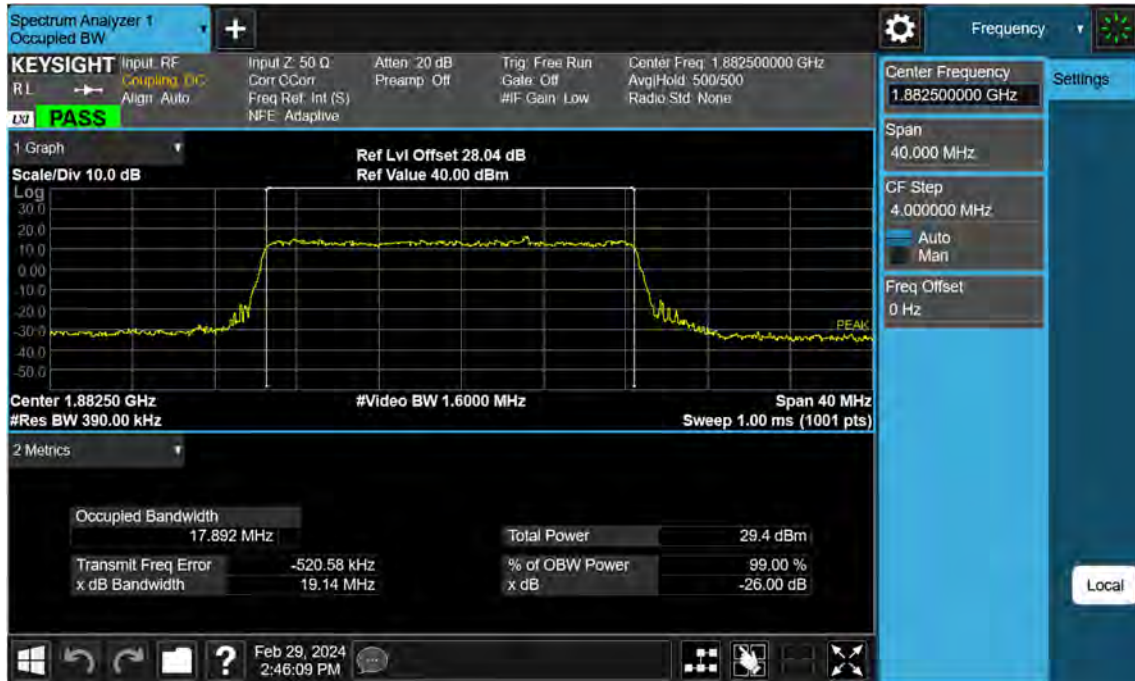 Spectrum Analyzer 1
Occupied BW
+
Frequency
KEYSIGHT Input: RF
RL Coupling: DC
Align: Auto
LXI PASS
Input Z: 50 Ω
Corr CCorr
Freq Ref: Int (S)
NFE: Adaptive
Atten: 20 dB
Preamp: Off
Trig: Free Run
Gate: Off
#IF Gain: Low
Center Freq: 1.882500000 GHz
Avg|Hold: 500/500
Radio Std: None
Center Frequency
1.882500000 GHz
Settings
Span
40.000 MHz
CF Step
4.000000 MHz
Auto
Man
Freq Offset
0 Hz
1 Graph
Ref Lvl Offset 28.04 dB
Scale/Div 10.0 dB Ref Value 40.00 dBm
Log
30.0
20.0
10.0
0.00
-10.0
-20.0
-30.0
PEAK
-40.0
-50.0
Center 1.88250 GHz #Video BW 1.6000 MHz Span 40 MHz
#Res BW 390.00 kHz Sweep 1.00 ms (1001 pts)
2 Metrics
Occupied Bandwidth
17.892 MHz
Total Power 29.4 dBm
Transmit Freq Error -520.58 kHz % of OBW Power 99.00 %
x dB Bandwidth 19.14 MHz x dB -26.00 dB
Local
? Feb 29, 2024
2:46:09 PM